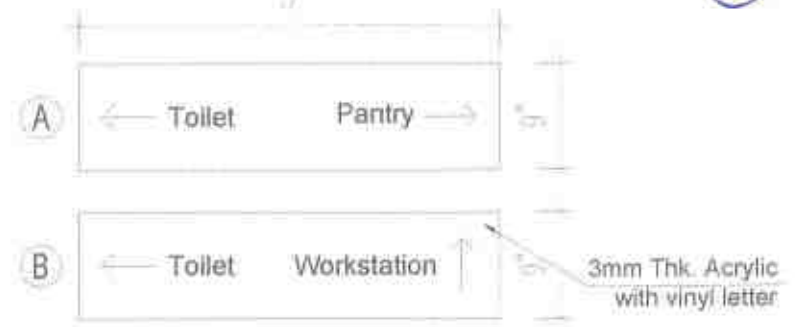 A ← Toilet Pantry →
B ← Toilet Workstation ↑
3mm Thk. Acrylic
with vinyl letter